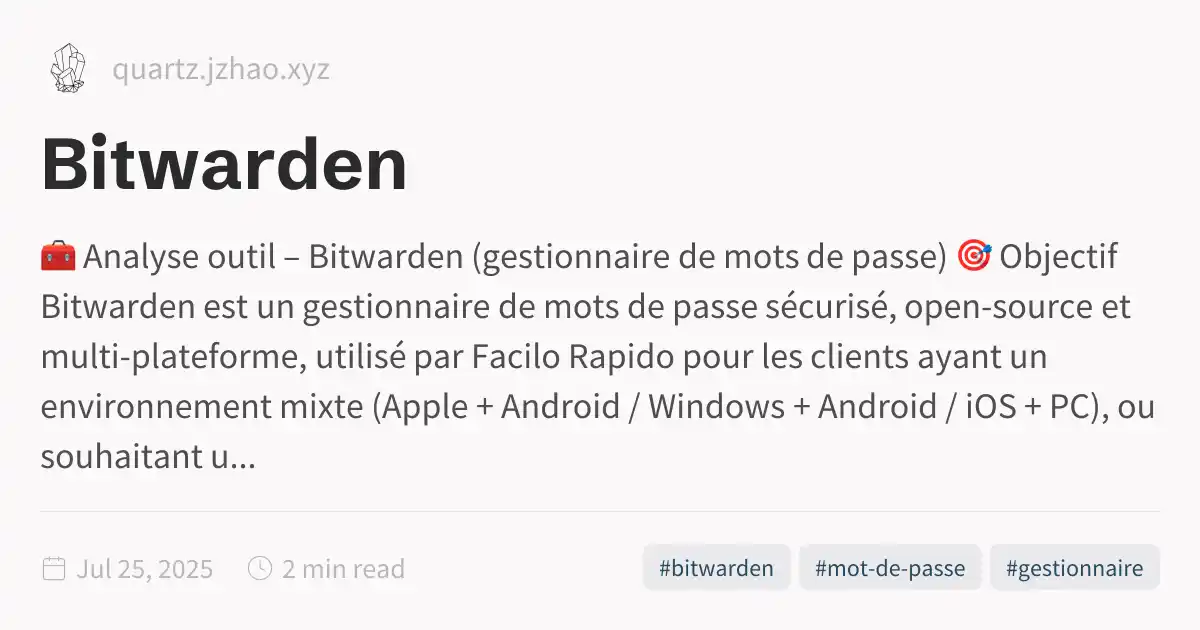 quartz.jzhao.xyz
Bitwarden
🧰 Analyse outil – Bitwarden (gestionnaire de mots de passe) 🎯 Objectif
Bitwarden est un gestionnaire de mots de passe sécurisé, open-source et
multi-plateforme, utilisé par Facilo Rapido pour les clients ayant un
environnement mixte (Apple + Android / Windows + Android / iOS + PC), ou
souhaitant u...
Jul 25, 2025 2 min read #bitwarden #mot-de-passe #gestionnaire